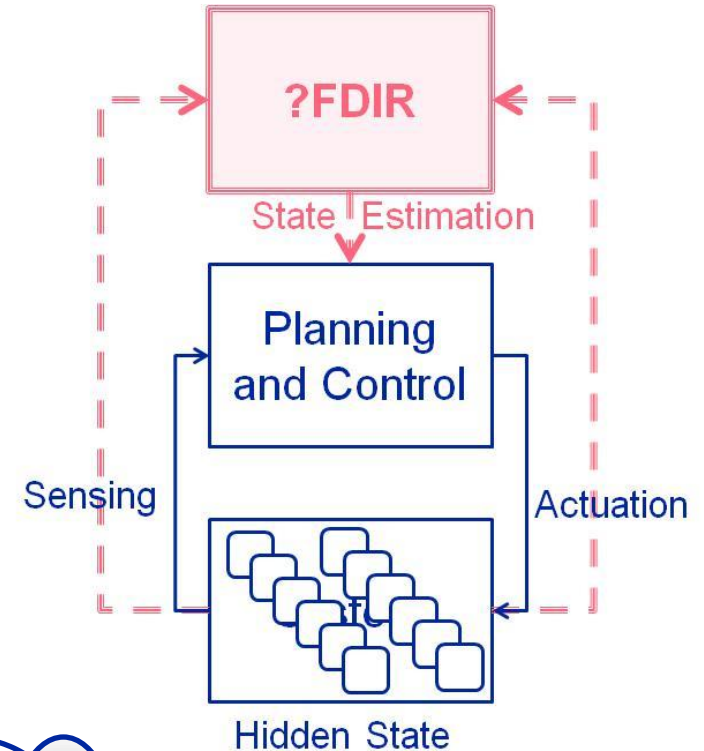 ?FDIR
State Estimation
Planning
and Control
Sensing
Actuation
Hidden State